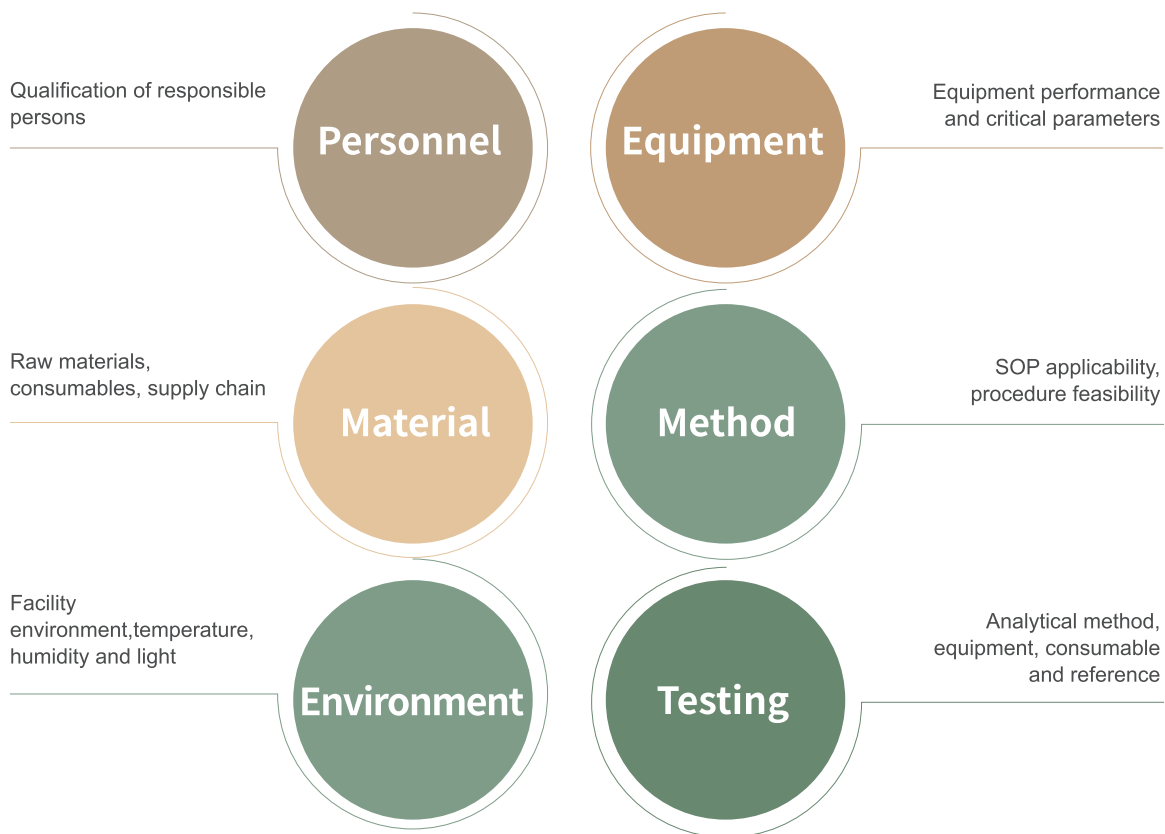 Qualification of responsible
persons
Personnel
Equipment
Equipment performance
and critical parameters
Raw materials,
consumables, supply chain
Material
Method
SOP applicability,
procedure feasibility
Facility
environment,temperature,
humidity and light
Environment
Testing
Analytical method,
equipment, consumable
and reference